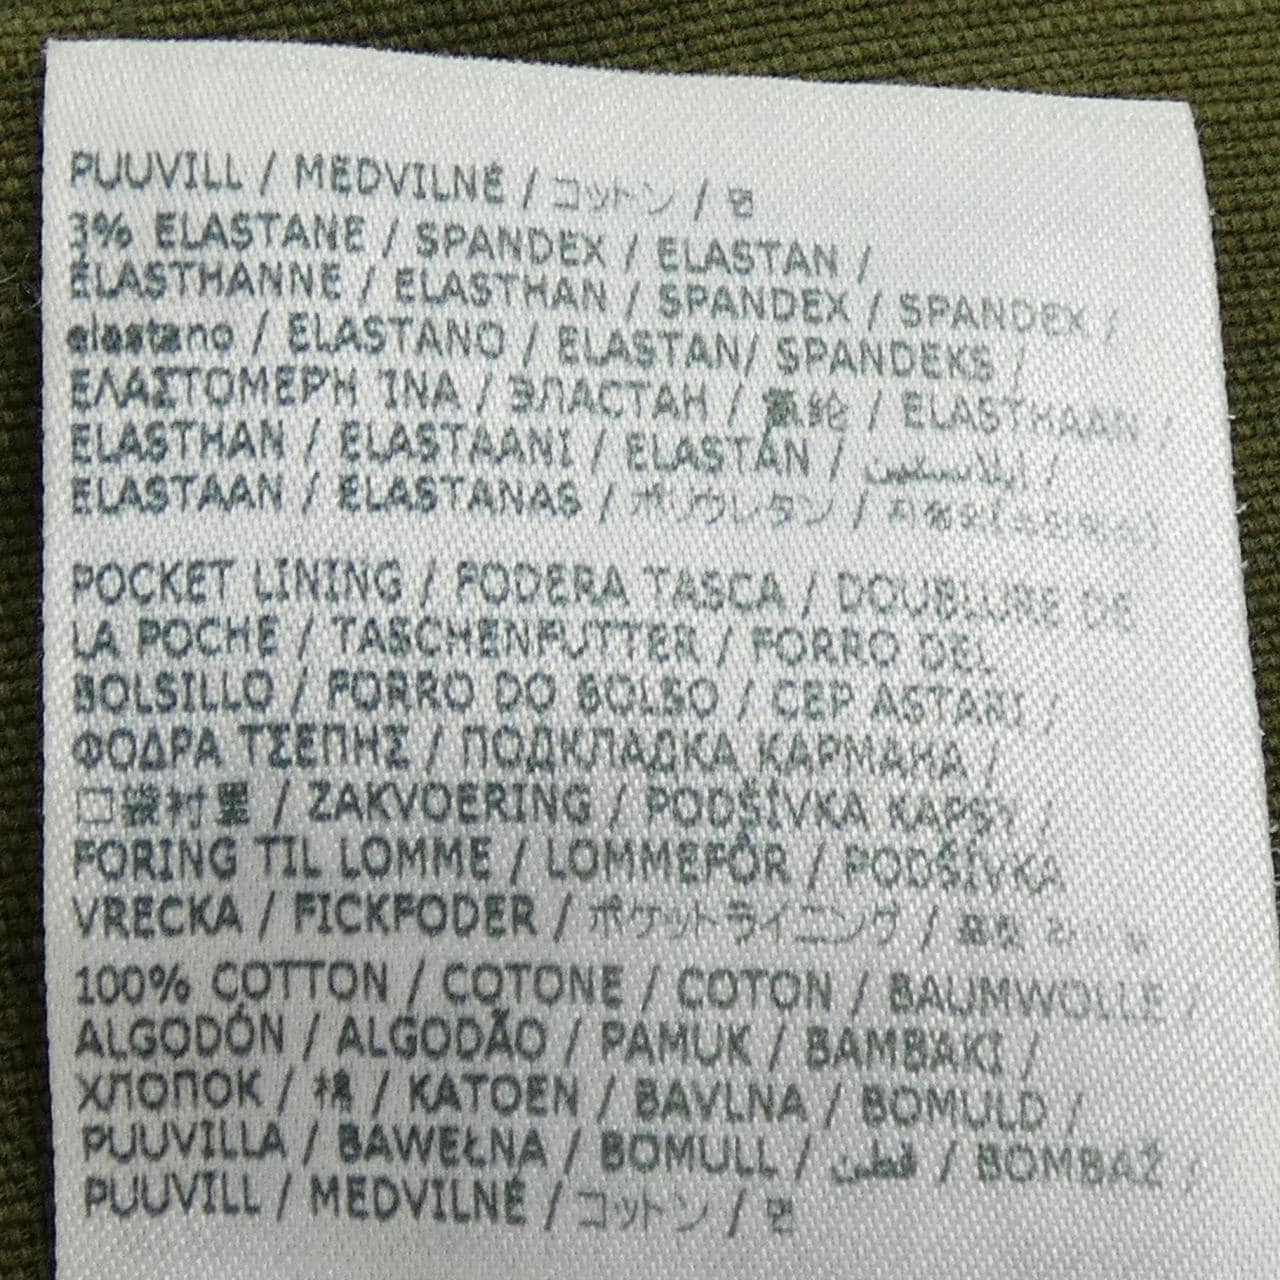 PUUVILL / MEDVILNĖ / コットン / 면
3% ELASTANE / SPANDEX / ELASTAN /
ÉLASTHANNE / ELASTHAN / SPANDEX / SPANDEX /
elastano / ELASTANO / ELASTAN/ SPANDEKS /
ΕΛΑΣΤΟΜΕΡΉ ΊΝΑ / ЭЛАСТАН / 氨纶 / ELASTHAAN /
ELASTHAN / ELASTAANI / ELASTÁN / إيلاستين /
ELASTAAN / ELASTANAS / ポリウレタン /
POCKET LINING / FODERA TASCA / DOUBLURE DE
LA POCHE / TASCHENFUTTER / FORRO DEL
BOLSILLO / FORRO DO BOLSO / CEP ASTARI /
ΦΟΔΡΑ ΤΣΕΠΗΣ / ПОДКЛАДКА КАРМАНА /
口袋衬里 / ZAKVOERING / PODŠÍVKA KAPSY /
FORING TIL LOMME / LOMMEFÔR / PODŠÍVKA
VRECKA / FICKFODER / ポケットライニング /
100% COTTON / COTONE / COTON / BAUMWOLLE /
ALGODÓN / ALGODÃO / PAMUK / BAMBAKI /
ХЛОПОК / 棉 / KATOEN / BAVLNA / BOMULD /
PUUVILLA / BAWEŁNA / BOMULL / قطن / BOMBAŽ /
PUUVILL / MEDVILNĖ / コットン / 면